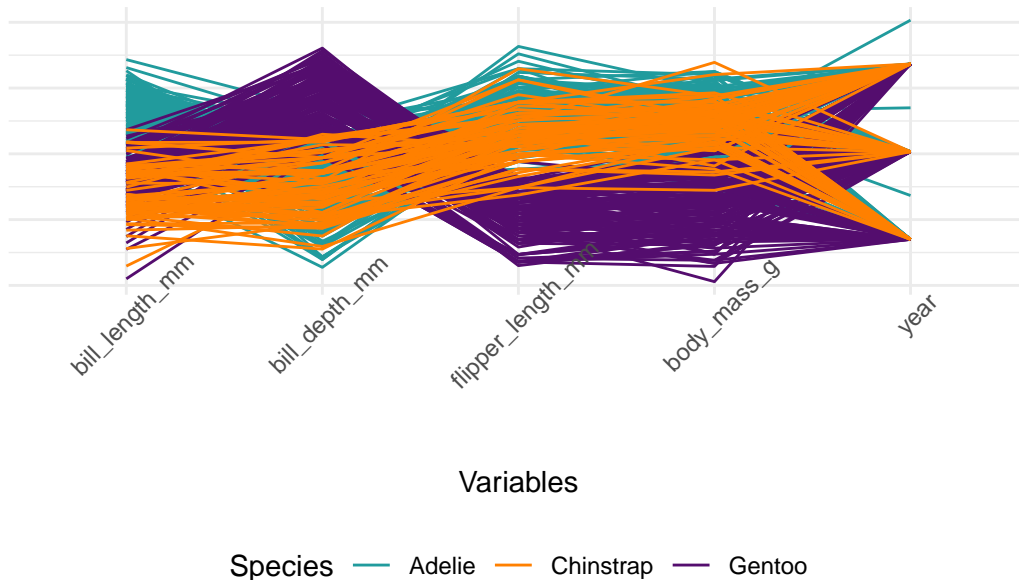 bill_length_mm
bill_depth_mm
flipper_length_mm
body_mass_g
year
Variables
Species Adelie Chinstrap Gentoo